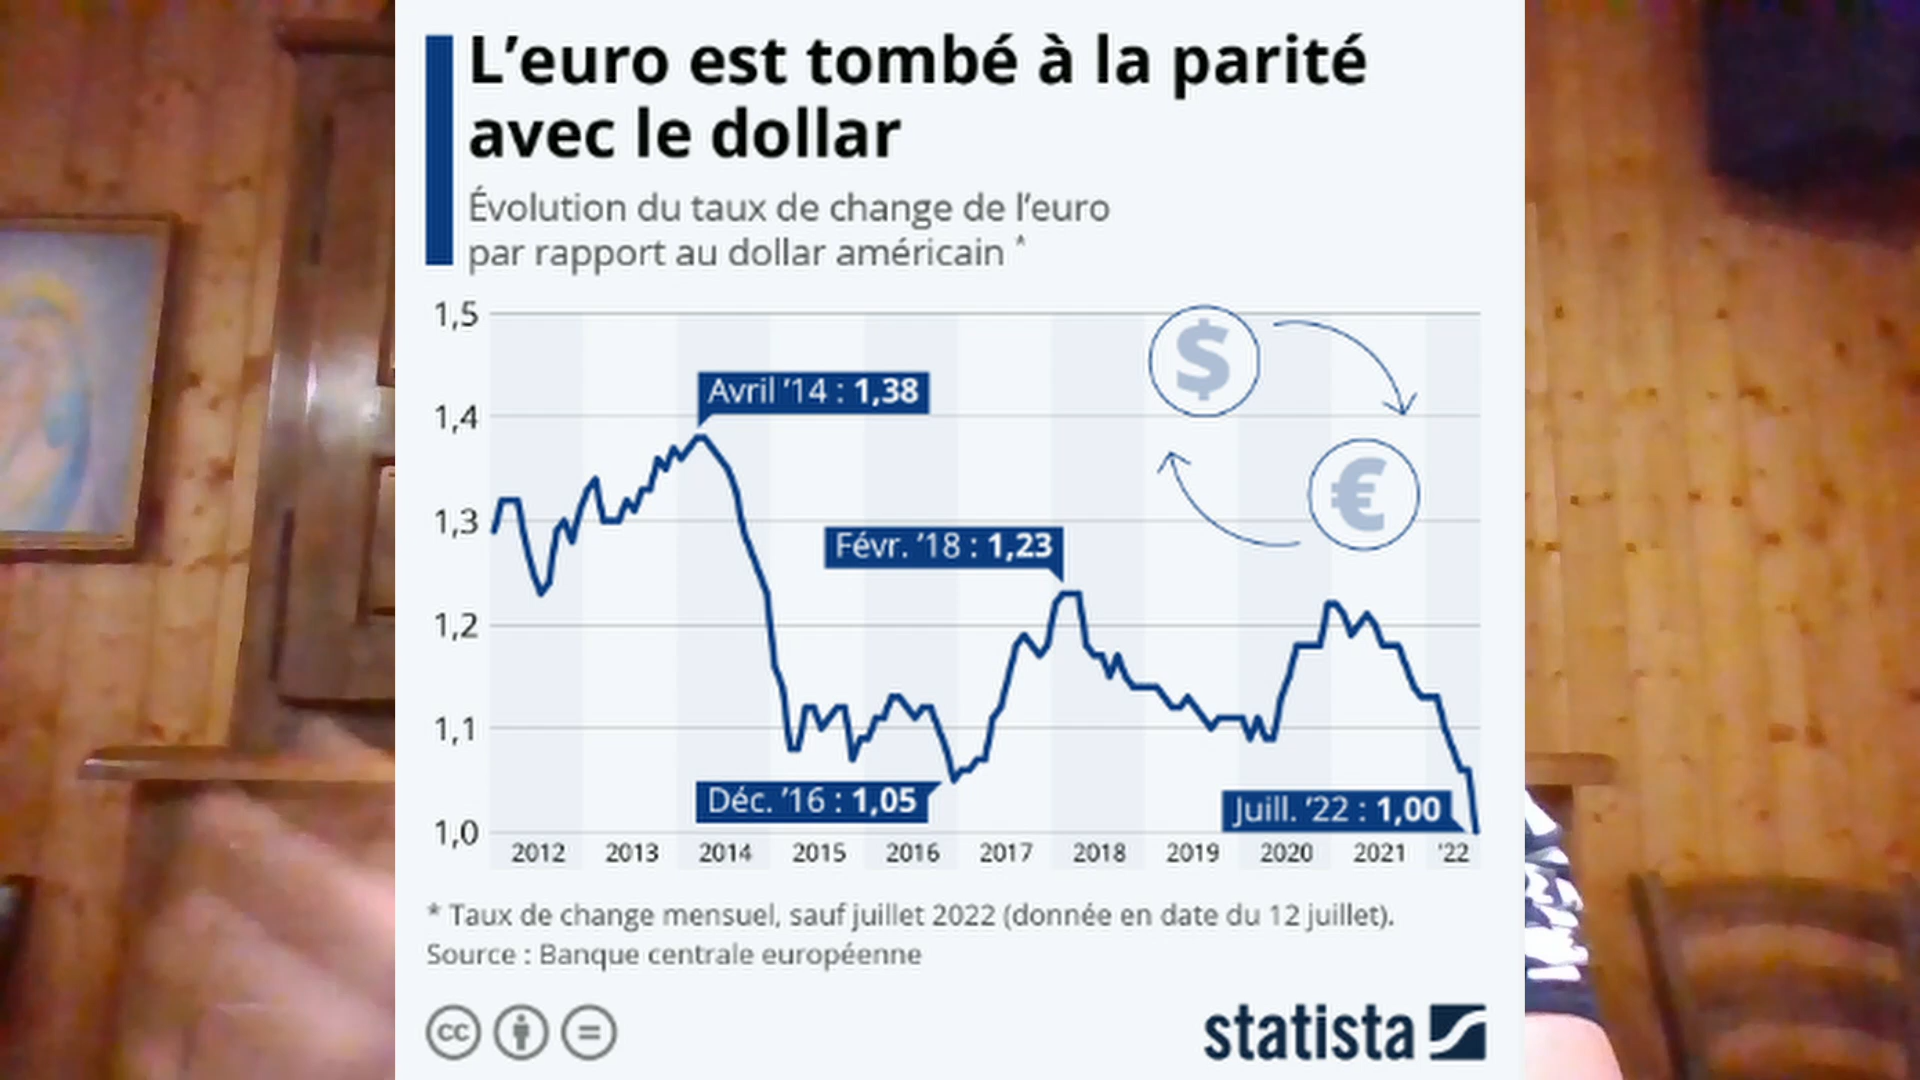 L’euro est tombé à la parité
avec le dollar
Évolution du taux de change de l’euro
par rapport au dollar américain *
1,5
$
Avril ’14 : 1,38
1,4
€
1,3
Févr. ’18 : 1,23
1,2
1,1
Déc. ’16 : 1,05
Juill. ’22 : 1,00
1,0
2012 2013 2014 2015 2016 2017 2018 2019 2020 2021 ’22
* Taux de change mensuel, sauf juillet 2022 (donnée en date du 12 juillet).
Source : Banque centrale européenne
cc =
statista